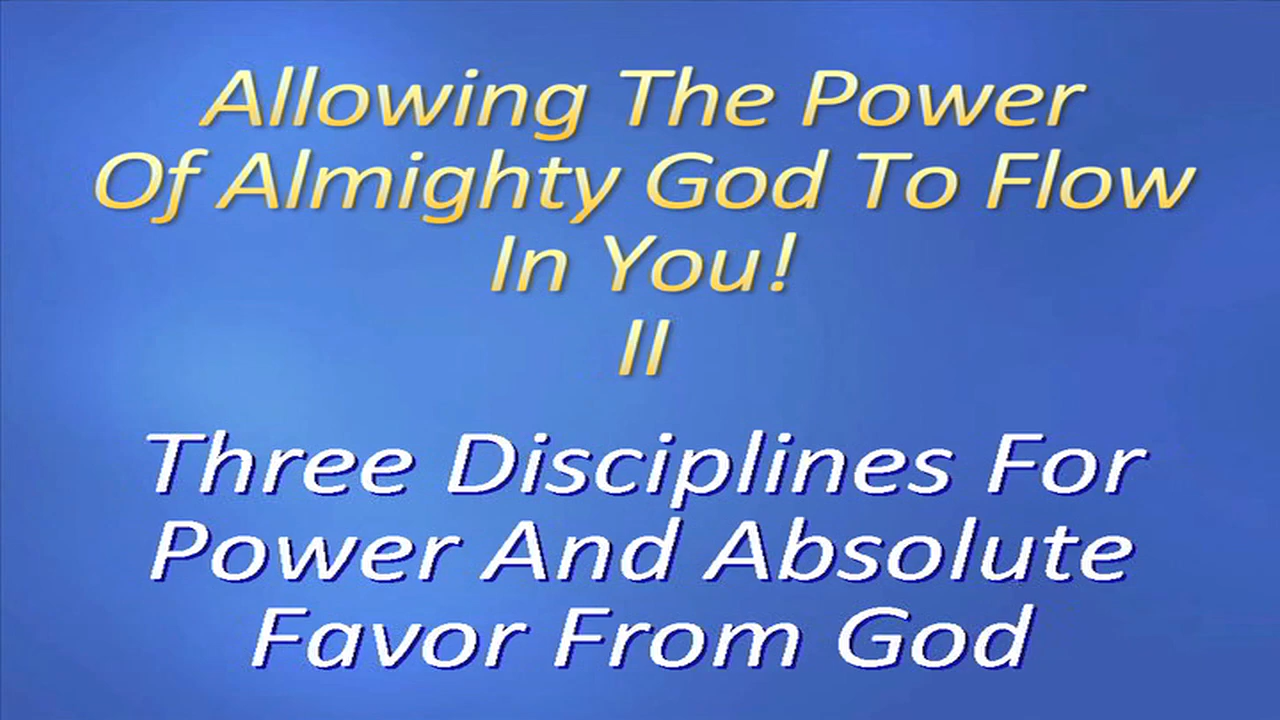 Allowing The Power
Of Almighty God To Flow
In You!
II
Three Disciplines For
Power And Absolute
Favor From God